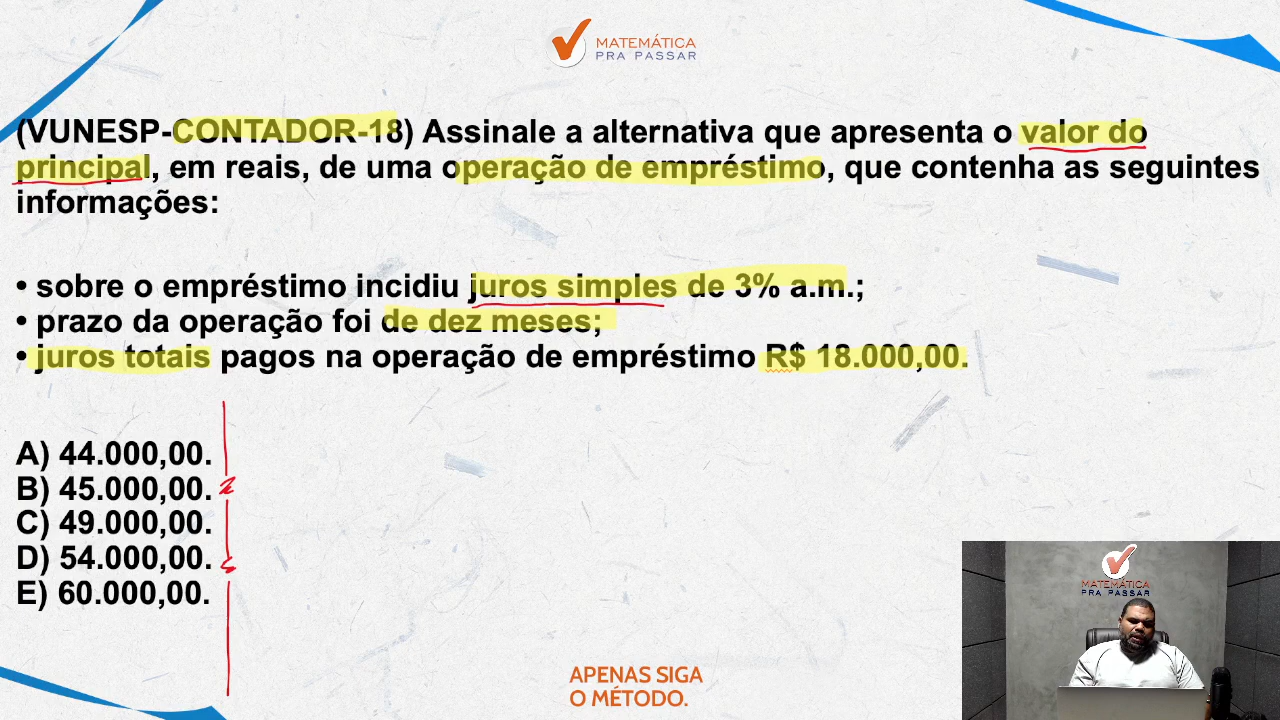 MATEMÁTICA
PRA PASSAR
(VUNESP-CONTADOR-18) Assinale a alternativa que apresenta o valor do
principal, em reais, de uma operação de empréstimo, que contenha as seguintes
informações:
• sobre o empréstimo incidiu juros simples de 3% a.m.;
• prazo da operação foi de dez meses;
• juros totais pagos na operação de empréstimo R$ 18.000,00.
A) 44.000,00.
B) 45.000,00.
C) 49.000,00.
D) 54.000,00.
E) 60.000,00.
MATEMÁTICA
PRA PASSAR
APENAS SIGA
O MÉTODO.